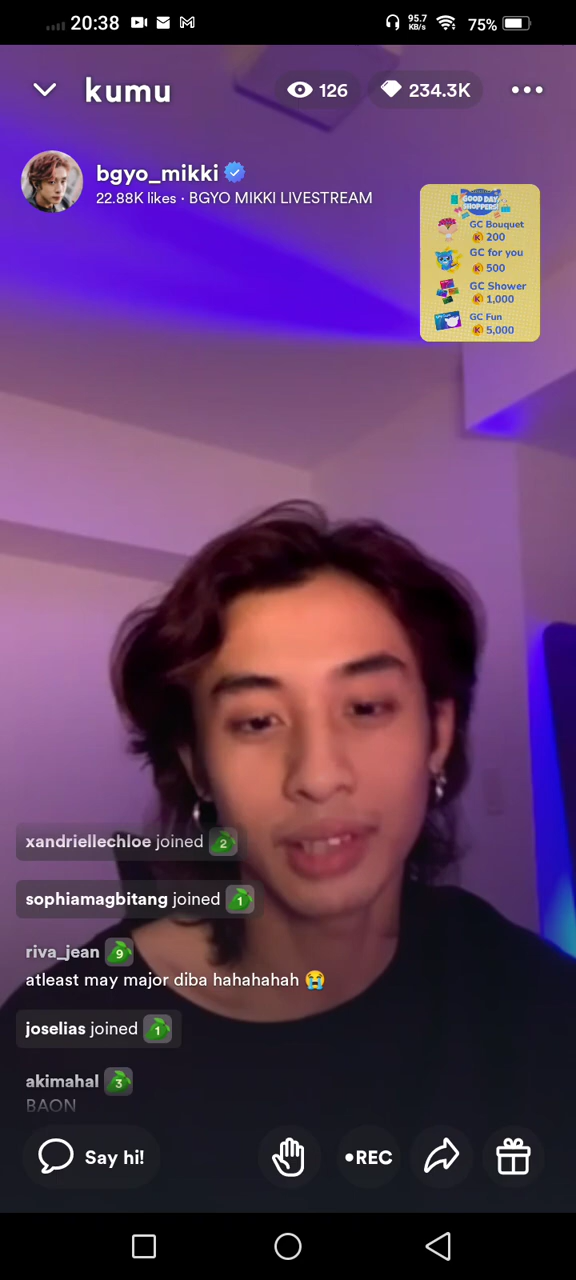 20:38
95.7
KB/s
75%
kumu
126
234.3K
bgyo_mikki
22.88K likes · BGYO MIKKI LIVESTREAM
GOOD DAY
SHOPPERS
GC Bouquet
K 200
GC for you
K 500
GC Shower
K 1,000
GC Fun
K 5,000
xandriellechloe joined 2
sophiamagbitang joined 1
riva_jean 9
atleast may major diba hahahahah 😭
joselias joined 1
akimahal 3
BAON
Say hi!
•REC